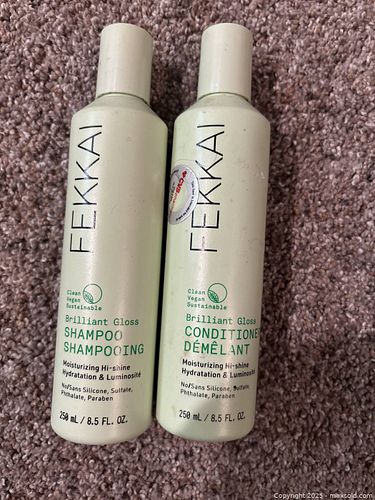 FEKKAI
Clean
Vegan
Sustainable
Brilliant Gloss
SHAMPOO
SHAMPOOING
Moisturizing Hi-shine
Hydratation & Luminosité
No/Sans Silicone, Sulfate,
Phthalate, Paraben
250 mL / 8.5 FL. OZ.
FEKKAI
Clean
Vegan
Sustainable
Brilliant Gloss
CONDITIONE
DÉMÊLANT
Moisturizing Hi-shine
Hydratation & Luminosité
No/Sans Silicone, Sulfate,
Phthalate, Paraben
250 mL / 8.5 FL. OZ.
Copyright 2025 - maxsold.com